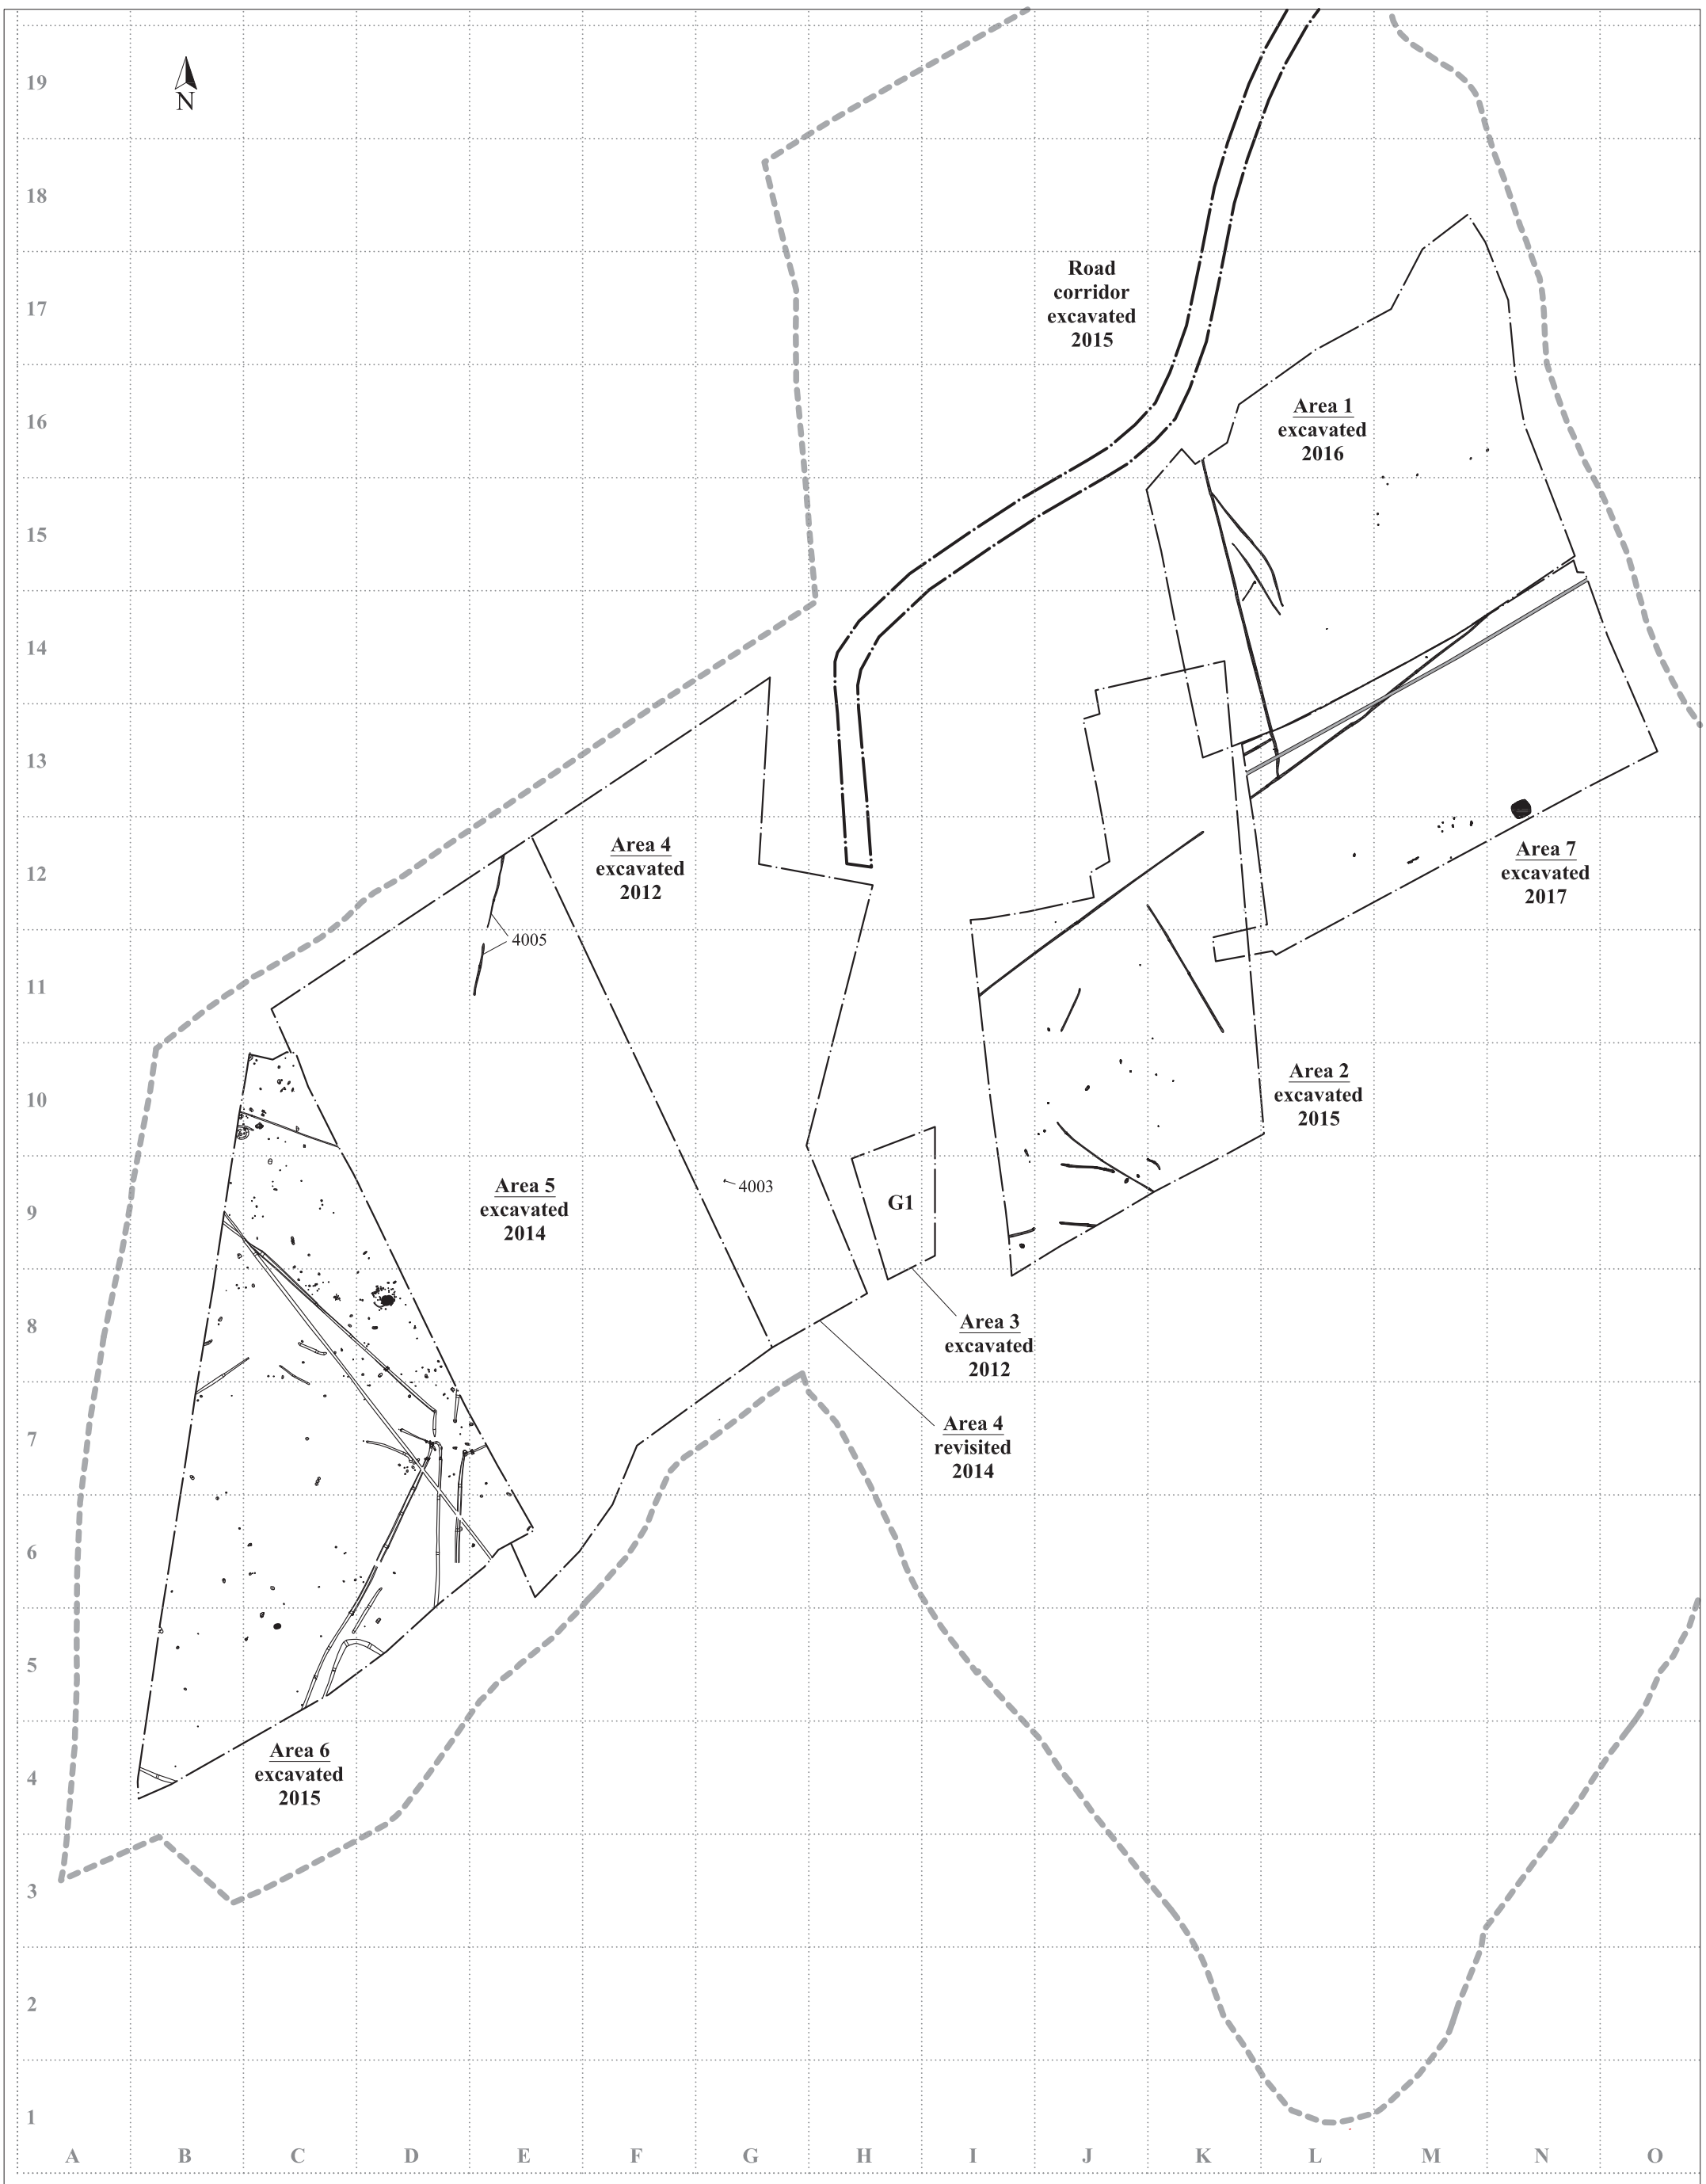 19
N
18
Road
corridor
excavated
2015
17
Area 1
excavated
2016
16
15
14
13
Area 4
excavated
2012
12
Area 7
excavated
2017
4005
11
Area 2
excavated
2015
10
Area 5
excavated
2014
4003
G1
9
Area 3
excavated
2012
8
Area 4
revisited
2014
7
6
5
Area 6
excavated
2015
4
3
2
1
A B C D E F G H I J K L M N O